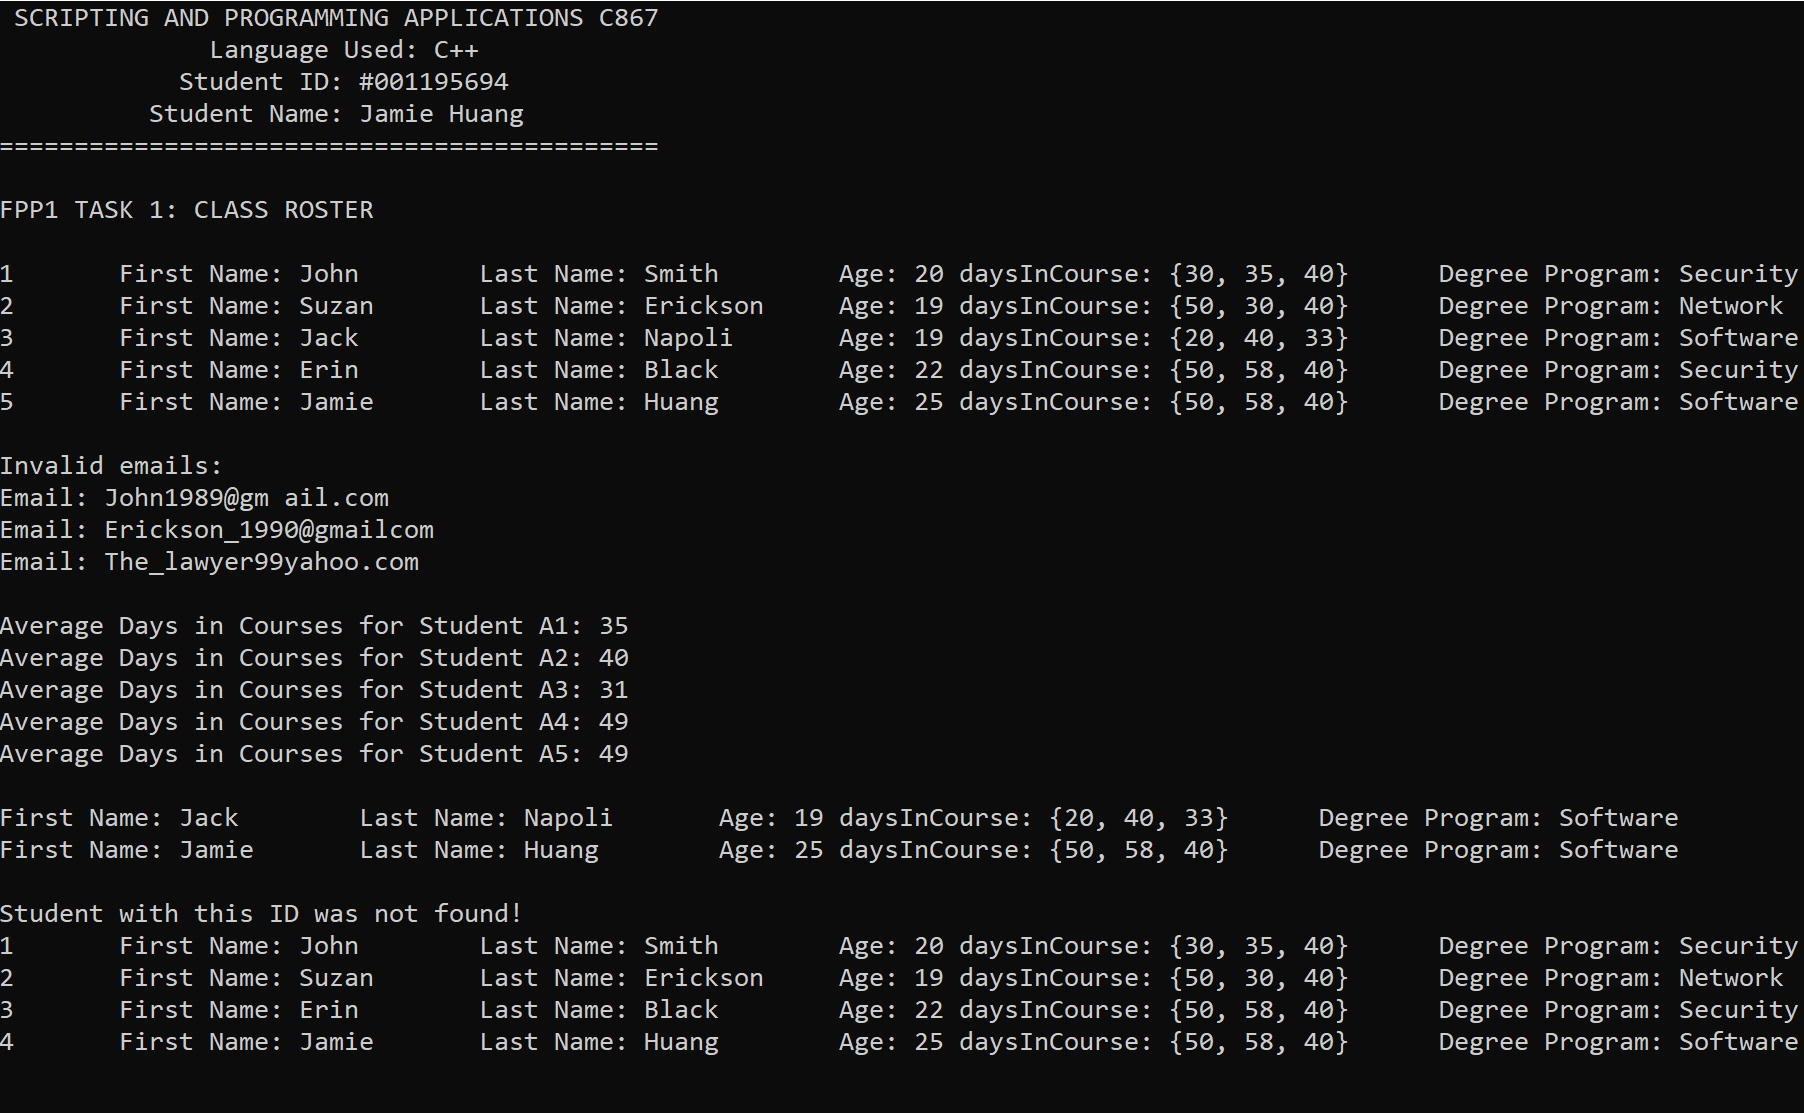 SCRIPTING AND PROGRAMMING APPLICATIONS C867
Language Used: C++
Student ID: #001195694
Student Name: Jamie Huang
============================================
FPP1 TASK 1: CLASS ROSTER
1 First Name: John Last Name: Smith Age: 20 daysInCourse: {30, 35, 40} Degree Program: Security
2 First Name: Suzan Last Name: Erickson Age: 19 daysInCourse: {50, 30, 40} Degree Program: Network
3 First Name: Jack Last Name: Napoli Age: 19 daysInCourse: {20, 40, 33} Degree Program: Software
4 First Name: Erin Last Name: Black Age: 22 daysInCourse: {50, 58, 40} Degree Program: Security
5 First Name: Jamie Last Name: Huang Age: 25 daysInCourse: {50, 58, 40} Degree Program: Software
Invalid emails:
Email: John1989@gm ail.com
Email: Erickson_1990@gmailcom
Email: The_lawyer99yahoo.com
Average Days in Courses for Student A1: 35
Average Days in Courses for Student A2: 40
Average Days in Courses for Student A3: 31
Average Days in Courses for Student A4: 49
Average Days in Courses for Student A5: 49
First Name: Jack Last Name: Napoli Age: 19 daysInCourse: {20, 40, 33} Degree Program: Software
First Name: Jamie Last Name: Huang Age: 25 daysInCourse: {50, 58, 40} Degree Program: Software
Student with this ID was not found!
1 First Name: John Last Name: Smith Age: 20 daysInCourse: {30, 35, 40} Degree Program: Security
2 First Name: Suzan Last Name: Erickson Age: 19 daysInCourse: {50, 30, 40} Degree Program: Network
3 First Name: Erin Last Name: Black Age: 22 daysInCourse: {50, 58, 40} Degree Program: Security
4 First Name: Jamie Last Name: Huang Age: 25 daysInCourse: {50, 58, 40} Degree Program: Software